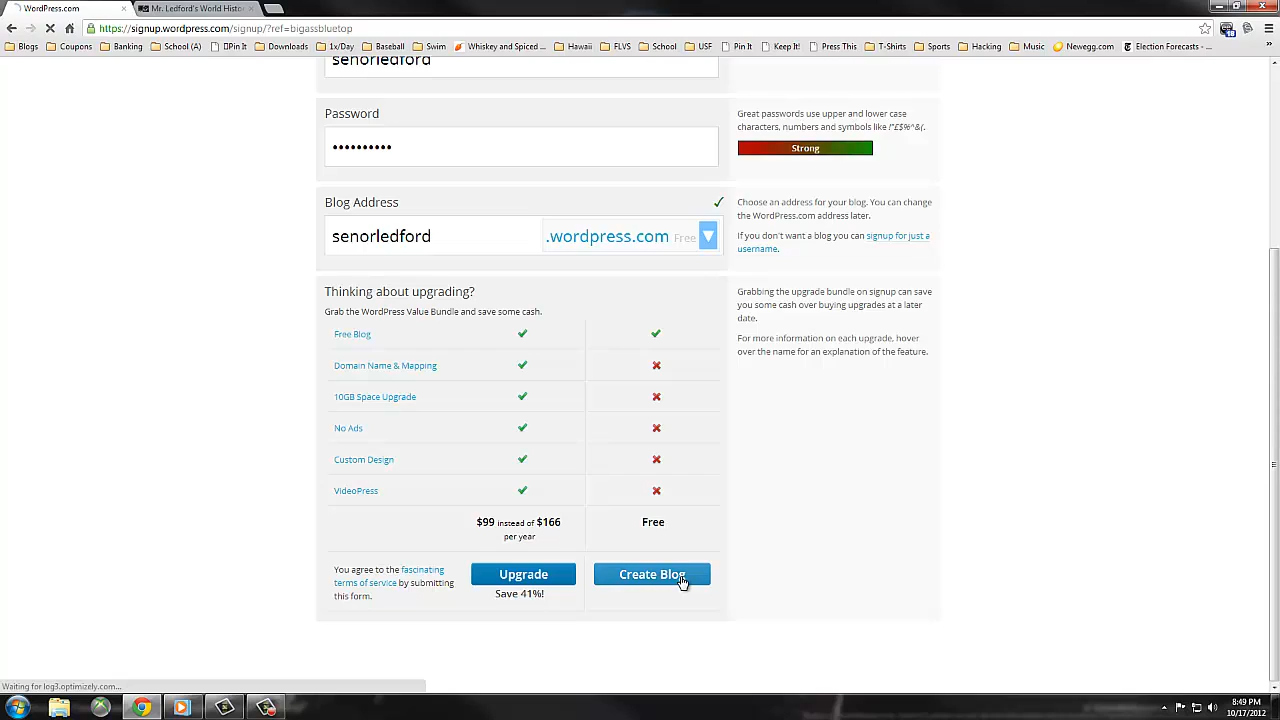 WordPress.com
Mr. Ledford's World Histor
https://signup.wordpress.com/signup/?ref=bigassbluetop
Blogs Coupons Banking School (A) Pin It Downloads 1x/Day Baseball Swim Whiskey and Spiced ... Hawaii FLVS School USF Pin It Keep It! Press This T-Shirts Sports Hacking Music Newegg.com Election Forecasts - ...
senorledford
Password
••••••••••
Great passwords use upper and lower case
characters, numbers and symbols like !"£$%^&(.
Strong
Blog Address
senorledford .wordpress.com Free
Choose an address for your blog. You can change
the WordPress.com address later.
If you don't want a blog you can signup for just a
username.
Thinking about upgrading?
Grab the WordPress Value Bundle and save some cash.
Grabbing the upgrade bundle on signup can save
you some cash over buying upgrades at a later
date.
For more information on each upgrade, hover
over the name for an explanation of the feature.
Free Blog
Domain Name & Mapping
10GB Space Upgrade
No Ads
Custom Design
VideoPress
$99 instead of $166
per year
Free
You agree to the fascinating
terms of service by submitting
this form.
Upgrade
Save 41%!
Create Blog
Waiting for log3.optimizely.com...
8:49 PM
10/17/2012